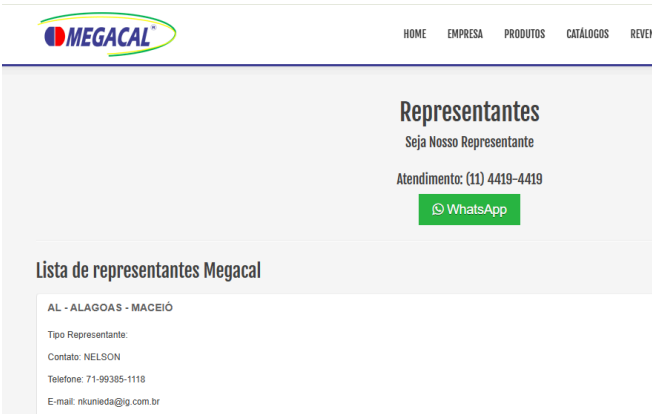 MEGACAL
HOME EMPRESA PRODUTOS CATÁLOGOS REVEN
Representantes
Seja Nosso Representante
Atendimento: (11) 4419-4419
WhatsApp
Lista de representantes Megacal
AL - ALAGOAS - MACEIÓ
Tipo Representante:
Contato: NELSON
Telefone: 71-99385-1118
E-mail: nkunieda@ig.com.br